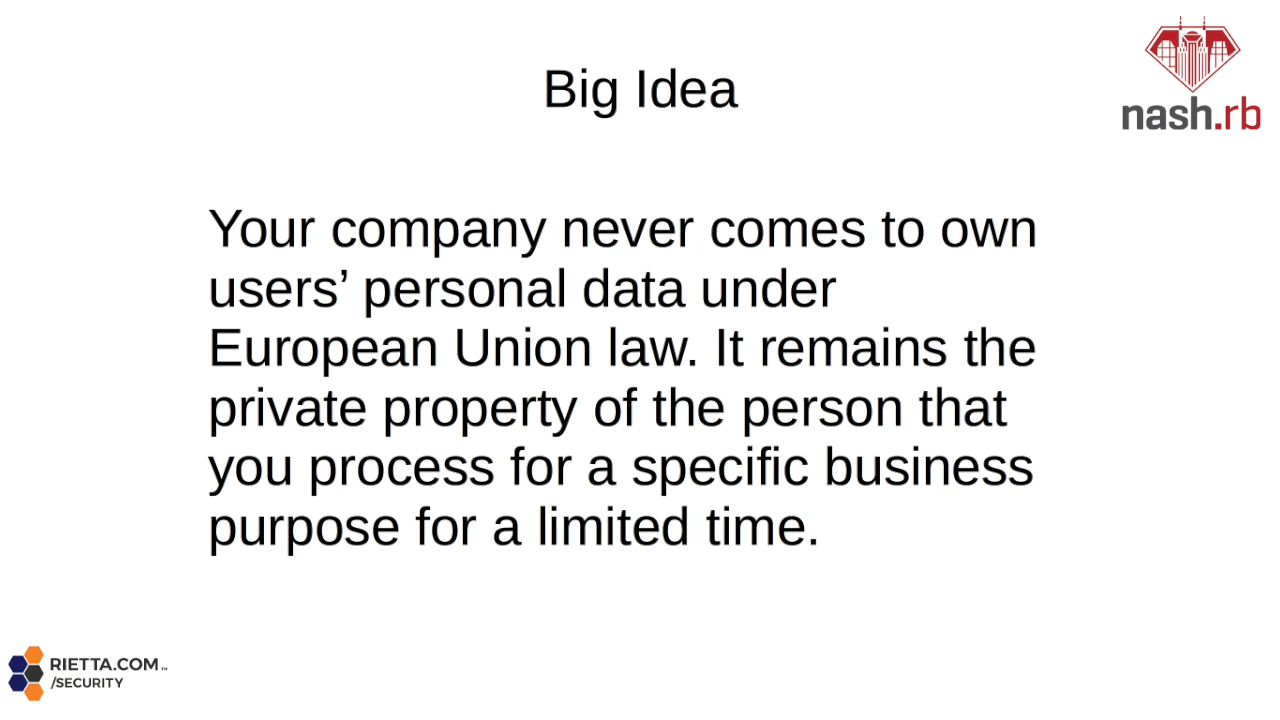 Big Idea
nash.rb
Your company never comes to own
users’ personal data under
European Union law. It remains the
private property of the person that
you process for a specific business
purpose for a limited time.
RIETTA.COM™
/SECURITY